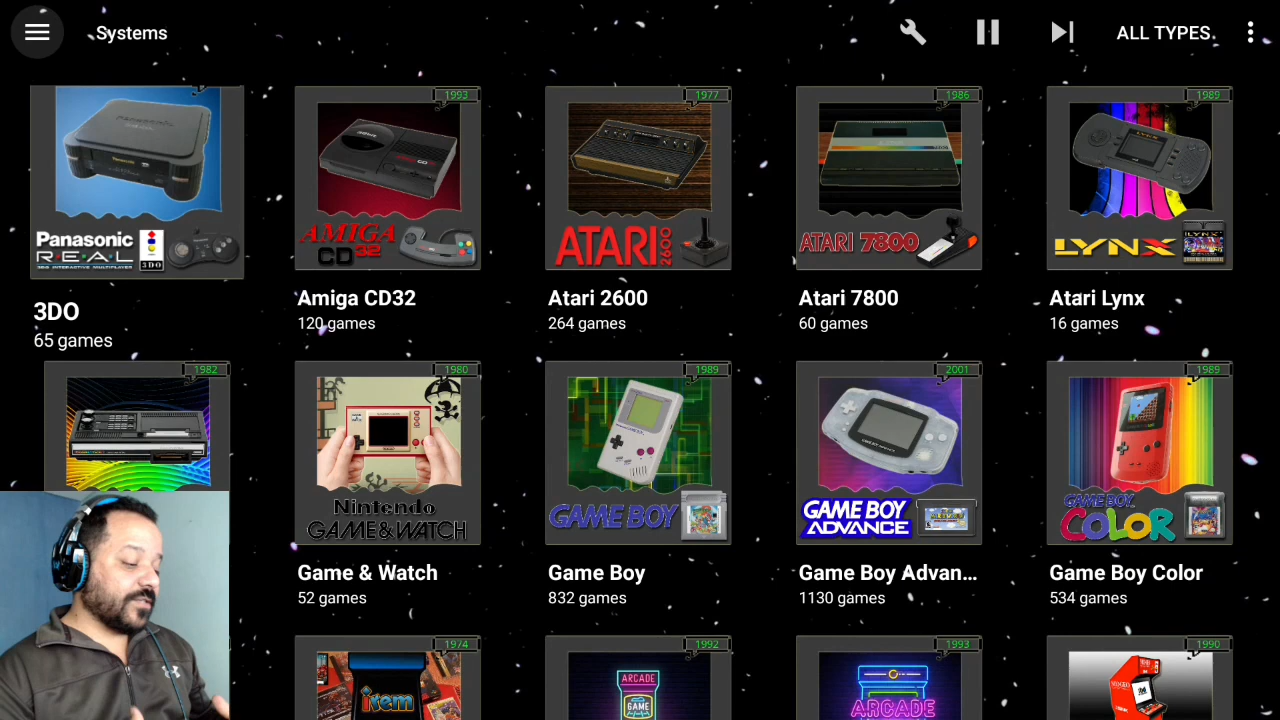 Systems
ALL TYPES
Panasonic
R·E·A·L
3DO INTERACTIVE MULTIPLAYER
3DO
3DO
65 games
1993
AMIGA
CD32
Amiga CD32
120 games
1977
ATARI 2600
Atari 2600
264 games
1986
ATARI 7800
Atari 7800
60 games
1989
LYNX
LYNX
Atari Lynx
16 games
1982
1980
Nintendo
GAME & WATCH
Game & Watch
52 games
1989
GAME BOY
Game Boy
832 games
2001
GAME BOY
ADVANCE
Game Boy Advan...
1130 games
1989
GAME BOY
COLOR
Game Boy Color
534 games
1974
1992
ARCADE
GAME
1993
ARCADE
1990